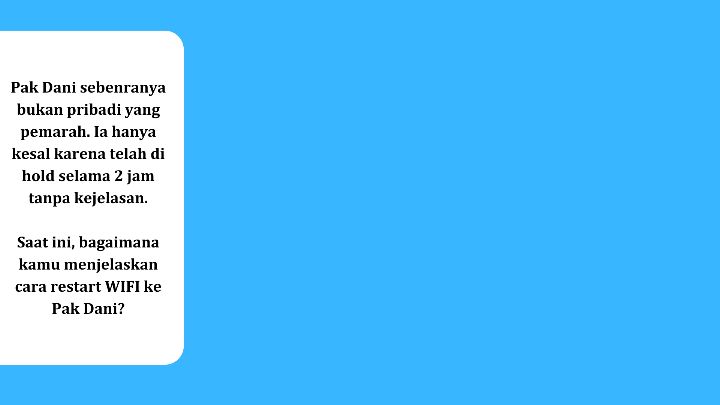 Pak Dani sebenranya
bukan pribadi yang
pemarah. Ia hanya
kesal karena telah di
hold selama 2 jam
tanpa kejelasan.
Saat ini, bagaimana
kamu menjelaskan
cara restart WIFI ke
Pak Dani?